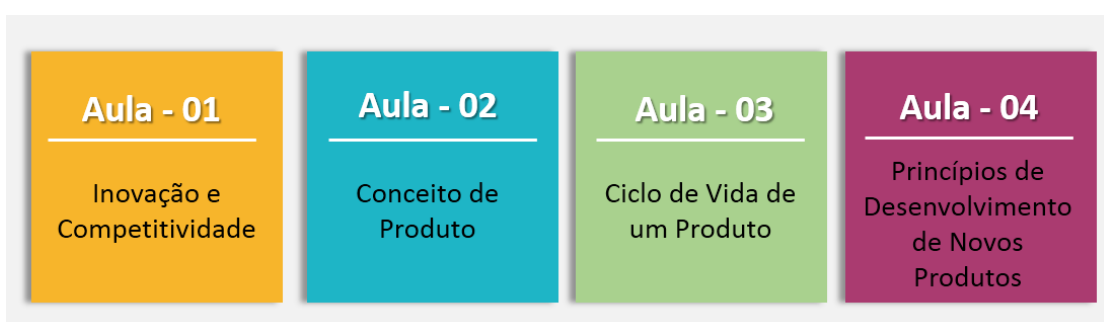 Aula - 01
Inovação e
Competitividade
Aula - 02
Conceito de
Produto
Aula - 03
Ciclo de Vida de
um Produto
Aula - 04
Princípios de
Desenvolvimento
de Novos
Produtos